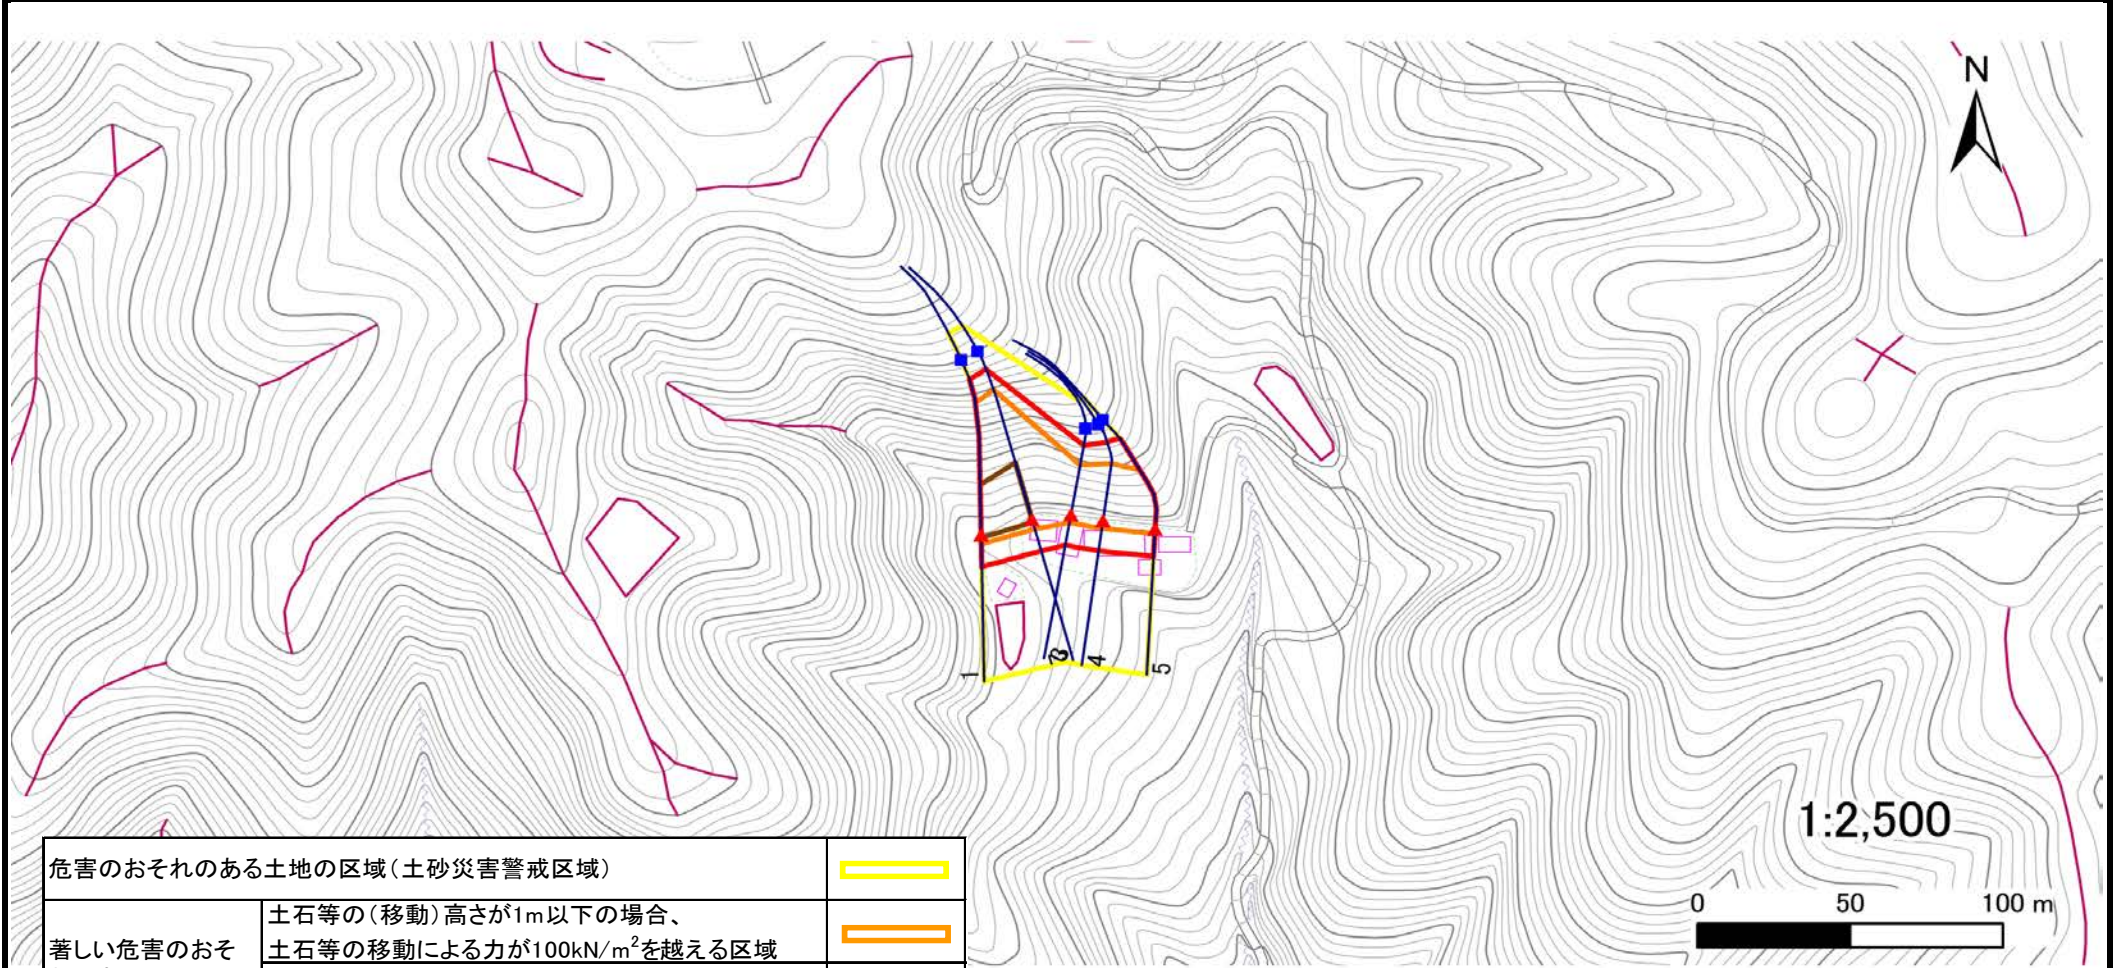 N
1
3
4
5
1:2,500
0 50 100 m
危害のおそれのある土地の区域(土砂災害警戒区域)
土石等の(移動)高さが1m以下の場合、
土石等の移動による力が100kN/m²を越える区域
著しい危害のおそ